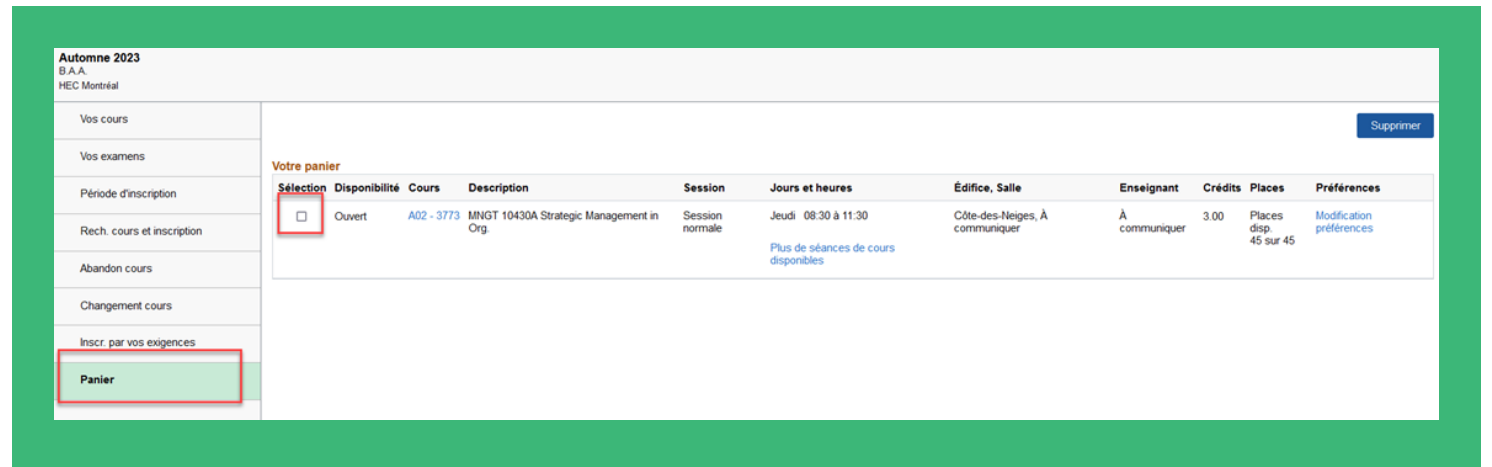 Automne 2023
B.A.A.
HEC Montréal
Vos cours
Vos examens
Période d'inscription
Rech. cours et inscription
Abandon cours
Changement cours
Inscr. par vos exigences
Panier
Supprimer
Votre panier
Sélection Disponibilité Cours Description Session Jours et heures Édifice, Salle Enseignant Crédits Places Préférences
Ouvert A02 - 3773 MNGT 10430A Strategic Management in Session Jeudi 08:30 à 11:30 Côte-des-Neiges, À À 3.00 Places Modification
Org. normale communiquer communiquer disp. préférences
45 sur 45
Plus de séances de cours
disponibles